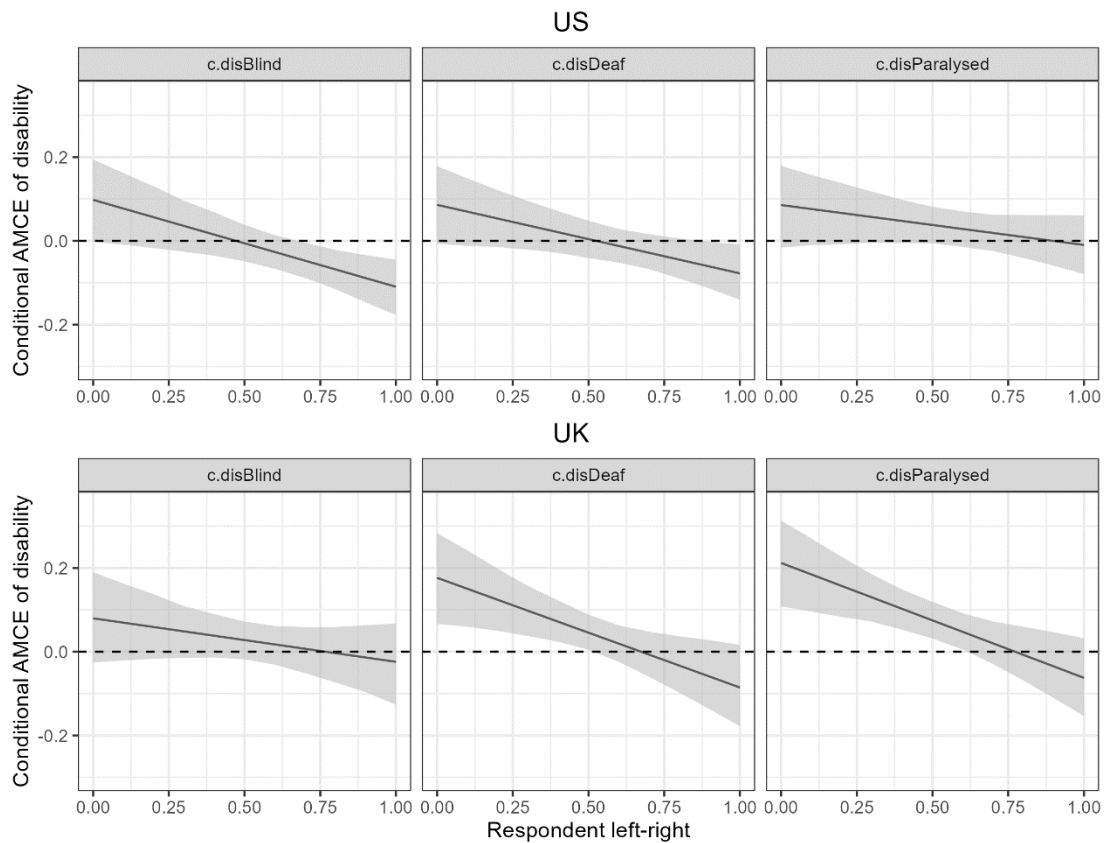 US
c.disBlind c.disDeaf c.disParalysed
Conditional AMCE of disability
0.2
0.0
-0.2
0.00 0.25 0.50 0.75 1.00 0.00 0.25 0.50 0.75 1.00 0.00 0.25 0.50 0.75 1.00
UK
c.disBlind c.disDeaf c.disParalysed
Conditional AMCE of disability
0.2
0.0
-0.2
0.00 0.25 0.50 0.75 1.00 0.00 0.25 0.50 0.75 1.00 0.00 0.25 0.50 0.75 1.00
Respondent left-right